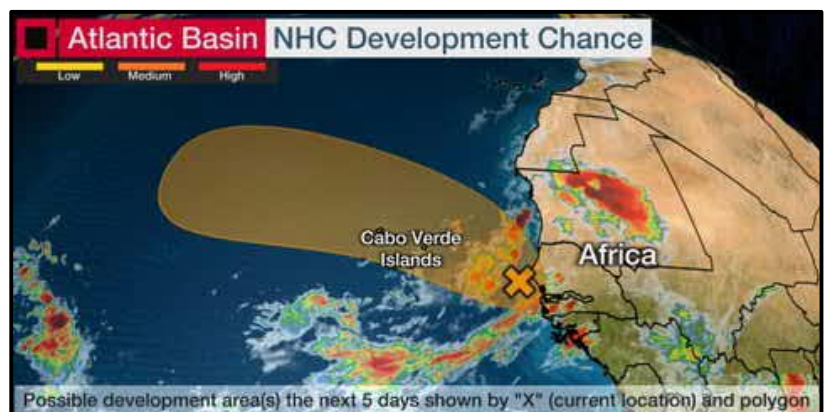 Atlantic Basin NHC Development Chance
Low Medium High
Cabo Verde
Islands
Africa
Possible development area(s) the next 5 days shown by "X" (current location) and polygon